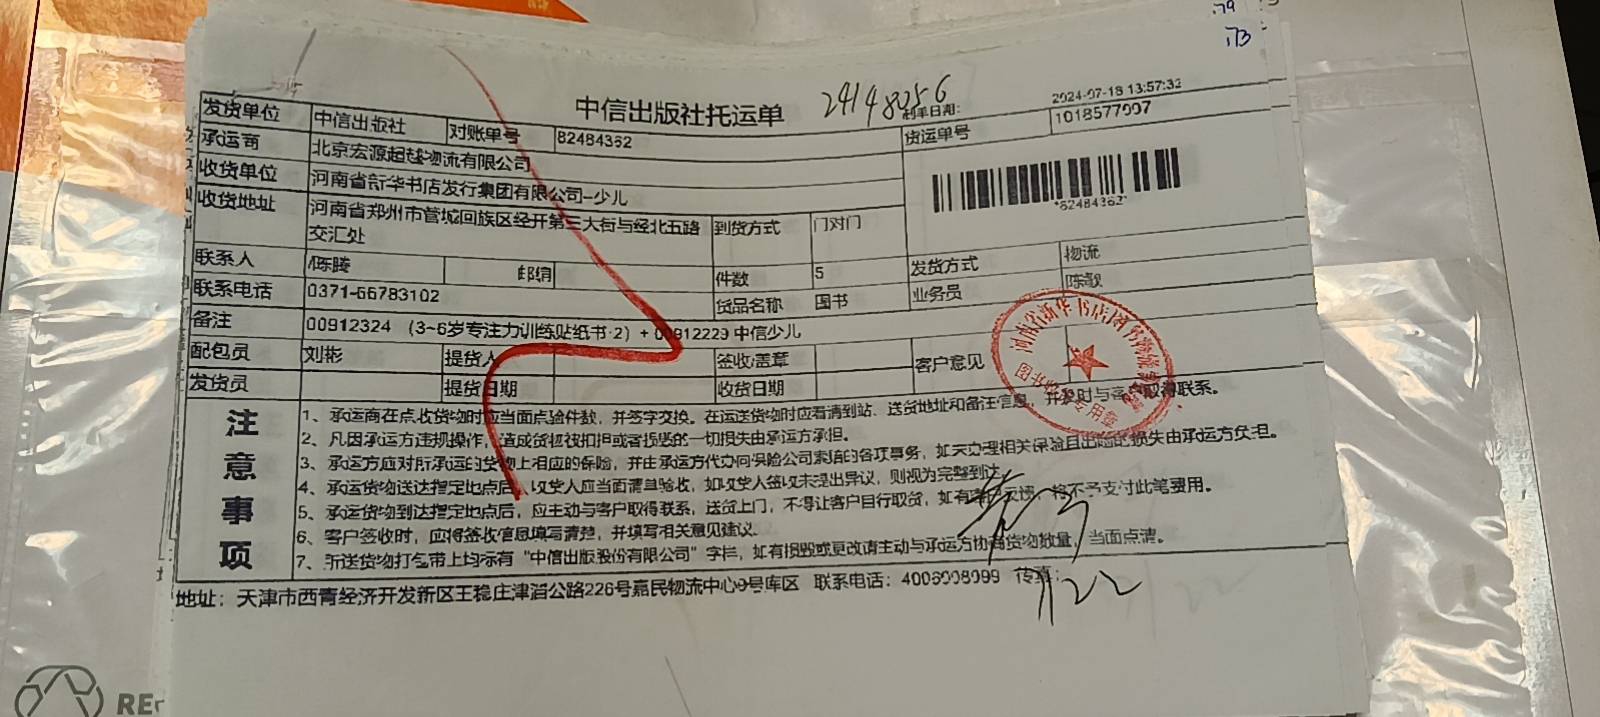 179
173
中信出版社托运单
24148056
制单日期:
2024-07-18 13:57:32
发货单位 中信出版社 对账单号 82484362 货运单号 1018577997
承运商 北京宏源超越物流有限公司
收货单位 河南省新华书店发行集团有限公司-少儿
*82484362*
收货地址 河南省郑州市管城回族区经开第三大街与经北五路 到货方式 门对门
交汇处
联系人 陈腾 邮编 件数 5 发货方式 物流
联系电话 0371-66783102 货品名称 图书 业务员
备注 00912324 (3~6岁专注力训练贴纸书·2) + 00912229 中信少儿
配包员 刘彬 提货人 签收盖章 客户意见
发货员 提货日期 收货日期
图书 专用章
注意事项
1、承运商在点收货物时应当面点验件数,并签字交换。在运送货物时应看清到站、送货地址和备注信息,并及时与客户取得联系。
2、凡因承运方违规操作,造成货物被扣押或者损坏的一切损失由承运方承担。
3、承运方应对所承运的货物上相应的保险,并由承运方代办向保险公司索赔的各项事务,如未办理相关保险且出险的损失由承运方负担。
4、承运货物送达指定地点后,收货人应当面清单验收,如收货人签收未提出异议,则视为完整到达。
5、承运货物到达指定地点后,应主动与客户取得联系,送货上门,不得让客户自行取货,如有 将不予支付此笔费用。
6、客户签收时,应将签收信息填写清楚,并填写相关意见建议。
7、所送货物打包带上均标有“中信出版股份有限公司”字样,如有损毁或更改请主动与承运方协商货物数量,当面点清。
地址:天津市西青经济开发新区王稳庄津淄公路226号嘉民物流中心9号库区 联系电话:4006008099 传真:
7/22